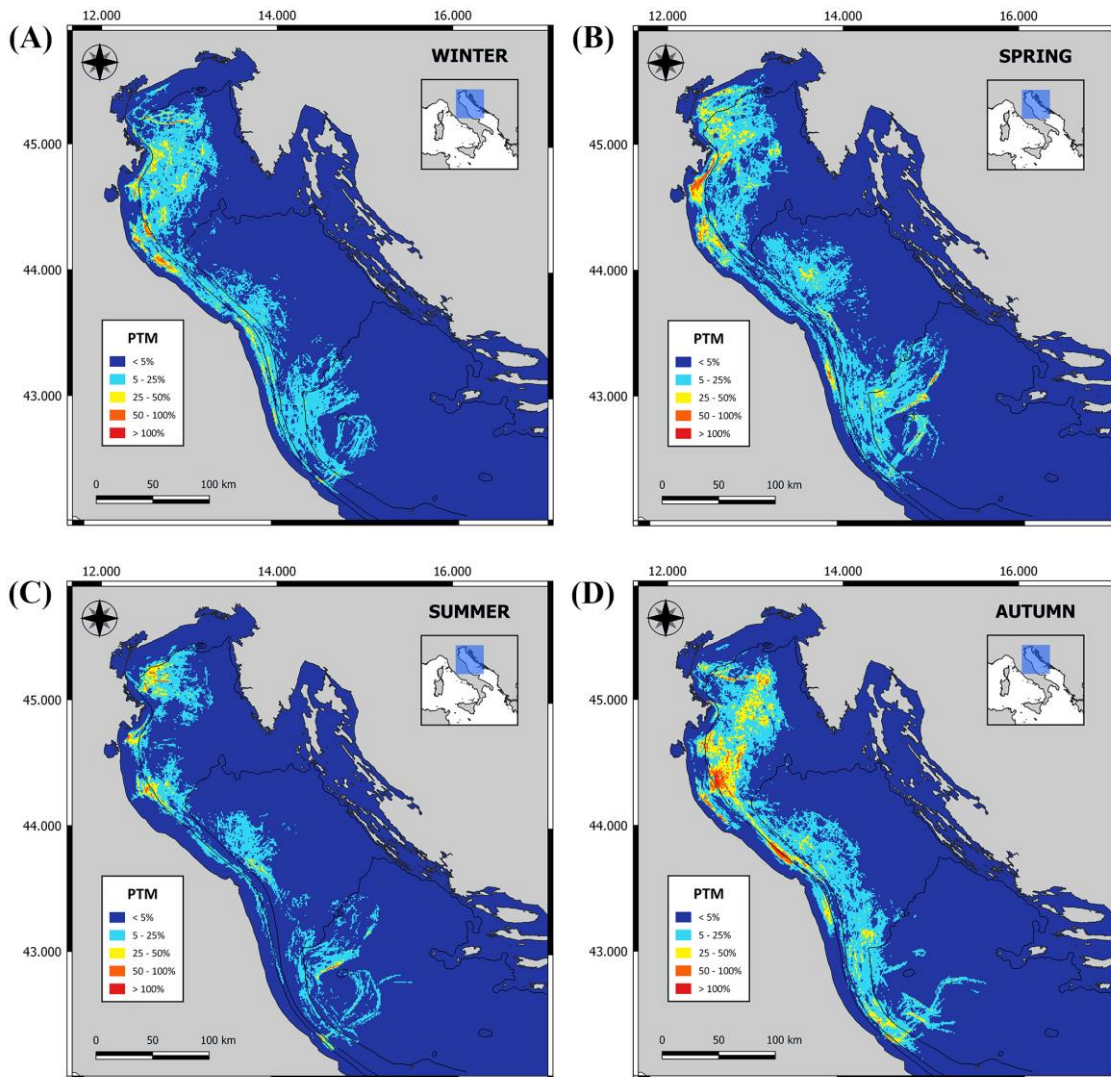 12.000 14.000 16.000
(A)
WINTER
45.000
44.000
43.000
PTM
< 5%
5 - 25%
25 - 50%
50 - 100%
> 100%
0 50 100 km
12.000 14.000 16.000
(B)
SPRING
45.000
44.000
43.000
PTM
< 5%
5 - 25%
25 - 50%
50 - 100%
> 100%
0 50 100 km
12.000 14.000 16.000
(C)
SUMMER
45.000
44.000
43.000
PTM
< 5%
5 - 25%
25 - 50%
50 - 100%
> 100%
0 50 100 km
12.000 14.000 16.000
(D)
AUTUMN
45.000
44.000
43.000
PTM
< 5%
5 - 25%
25 - 50%
50 - 100%
> 100%
0 50 100 km